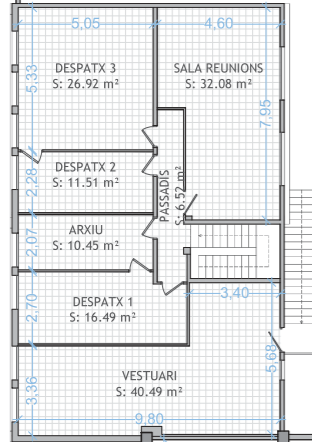 5,05
4,60
DESPATX 3
S: 26.92 m²
5,33
SALA REUNIONS
S: 32.08 m²
7,95
DESPATX 2
S: 11.51 m²
2,28
PASSADIS
S: 6.52 m²
ARXIU
S: 10.45 m²
2,07
DESPATX 1
S: 16.49 m²
2,70
3,40
VESTUARI
S: 40.49 m²
3,36
5,68
9,80